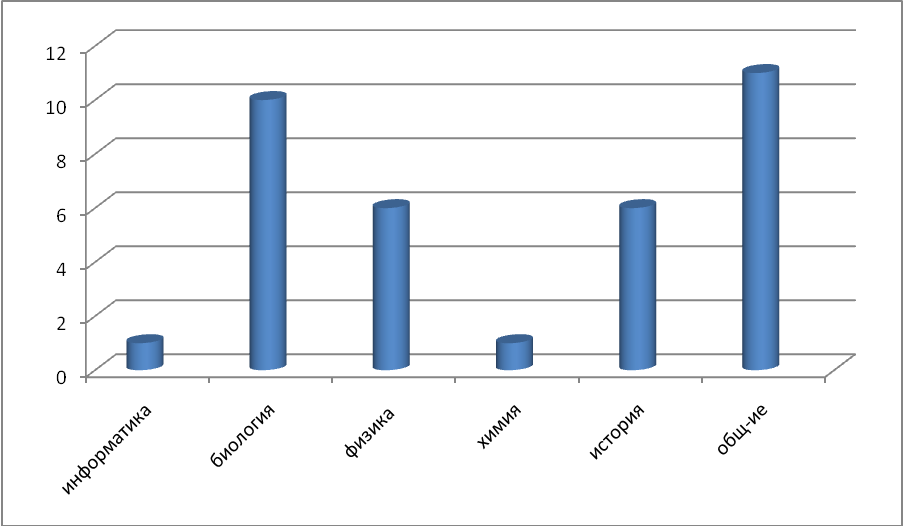 12
10
8
6
4
2
0
информатика
биология
физика
химия
история
общ-ие